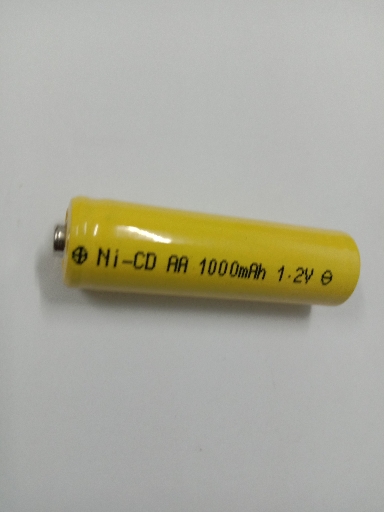 ⊕ Ni-CD AA 1000mAh 1.2V ⊖